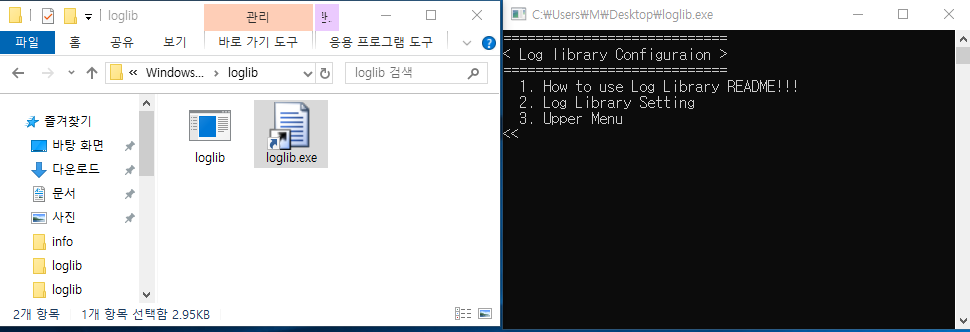 loglib
관리
관..
파일
홈
공유
보기
바로 가기 도구
응용 프로그램 도구
« Windows... > loglib
loglib 검색
즐겨찾기
바탕 화면
다운로드
문서
사진
info
loglib
loglib
loglib
loglib.exe
2개 항목
1개 항목 선택함 2.95KB
C:₩Users₩M₩Desktop₩loglib.exe
============================
< Log library Configuraion >
============================
1. How to use Log Library README!!!
2. Log Library Setting
3. Upper Menu
<<